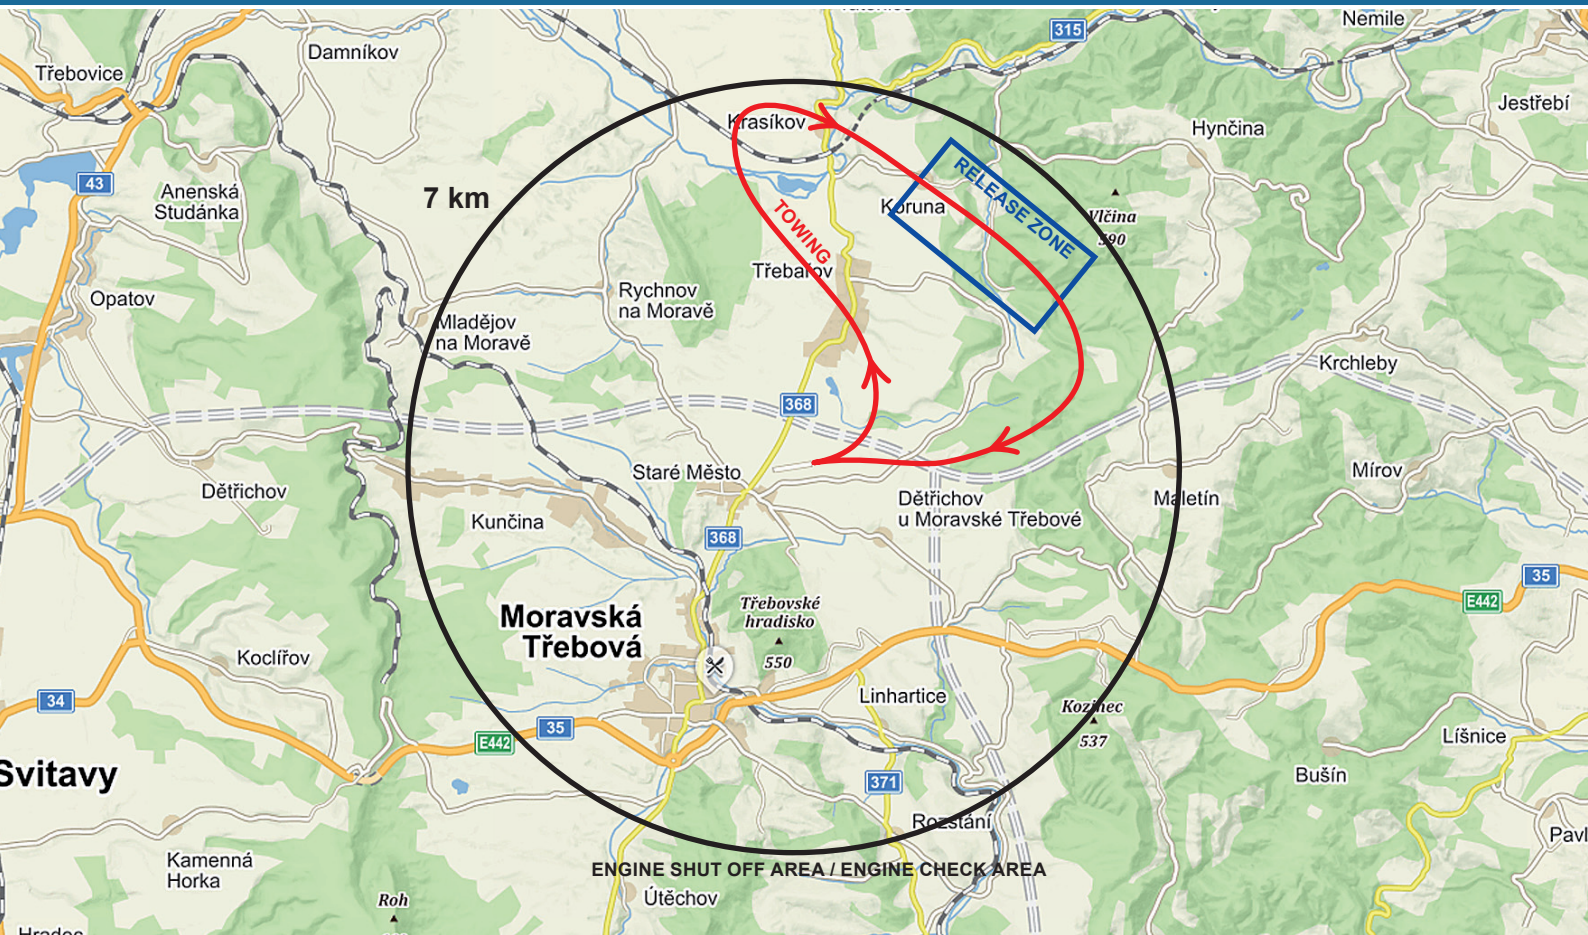 315
Nemile
Damníkov
Třebovice
Jestřebí
Krasíkov
Hynčina
43
RELEASE ZONE
Anenská
Studánka
7 km
Koruna
Vlčina
590
TOWING
Třebařov
Opatov
Rychnov
na Moravě
Mladějov
na Moravě
Krchleby
368
Staré Město
Mírov
Dětřichov
Dětřichov
u Moravské Třebové
Maletín
Kunčina
368
35
E442
Třebovské
hradisko
550
Moravská
Třebová
Koclířov
Linhartice
34
Kozinec
537
35
E442
Líšnice
Svitavy
Bušín
371
Rozstání
Pavl
Kamenná
Horka
ENGINE SHUT OFF AREA / ENGINE CHECK AREA
Útěchov
Roh